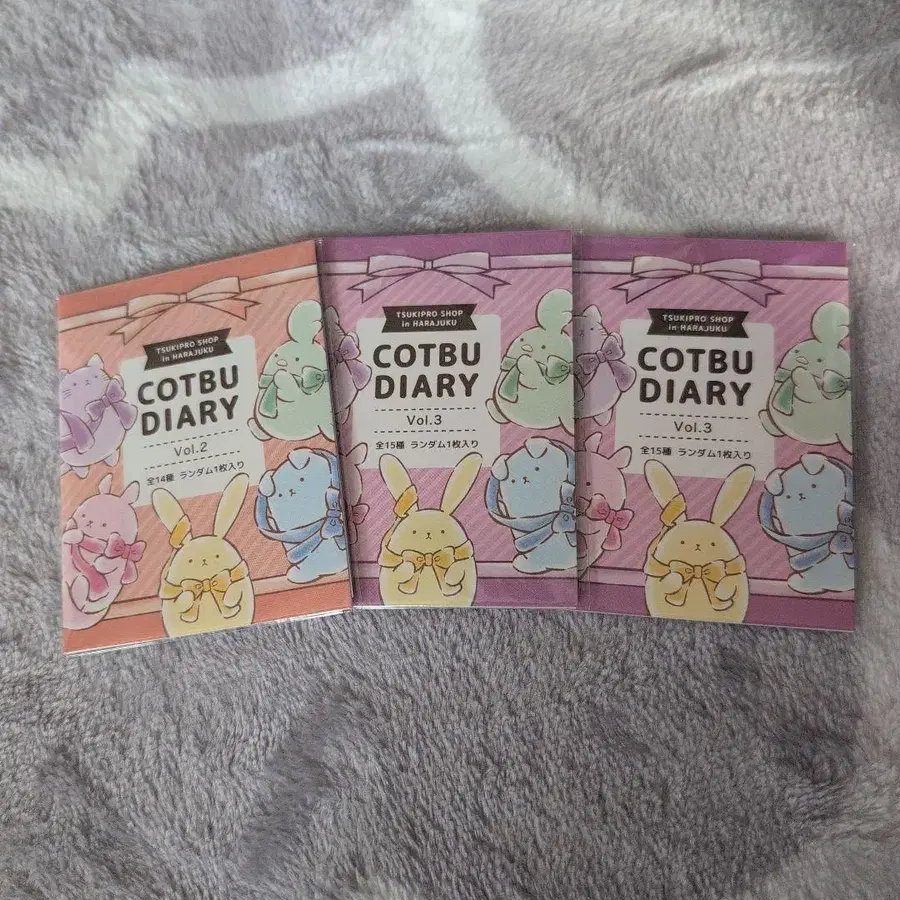 TSUKIPRO SHOP
in HARAJUKU
COTBU
DIARY
Vol.2
全14種 ランダム1枚入り
TSUKIPRO SHOP
in HARAJUKU
COTBU
DIARY
Vol.3
全15種 ランダム1枚入り
TSUKIPRO SHOP
in HARAJUKU
COTBU
DIARY
Vol.3
全15種 ランダム1枚入り